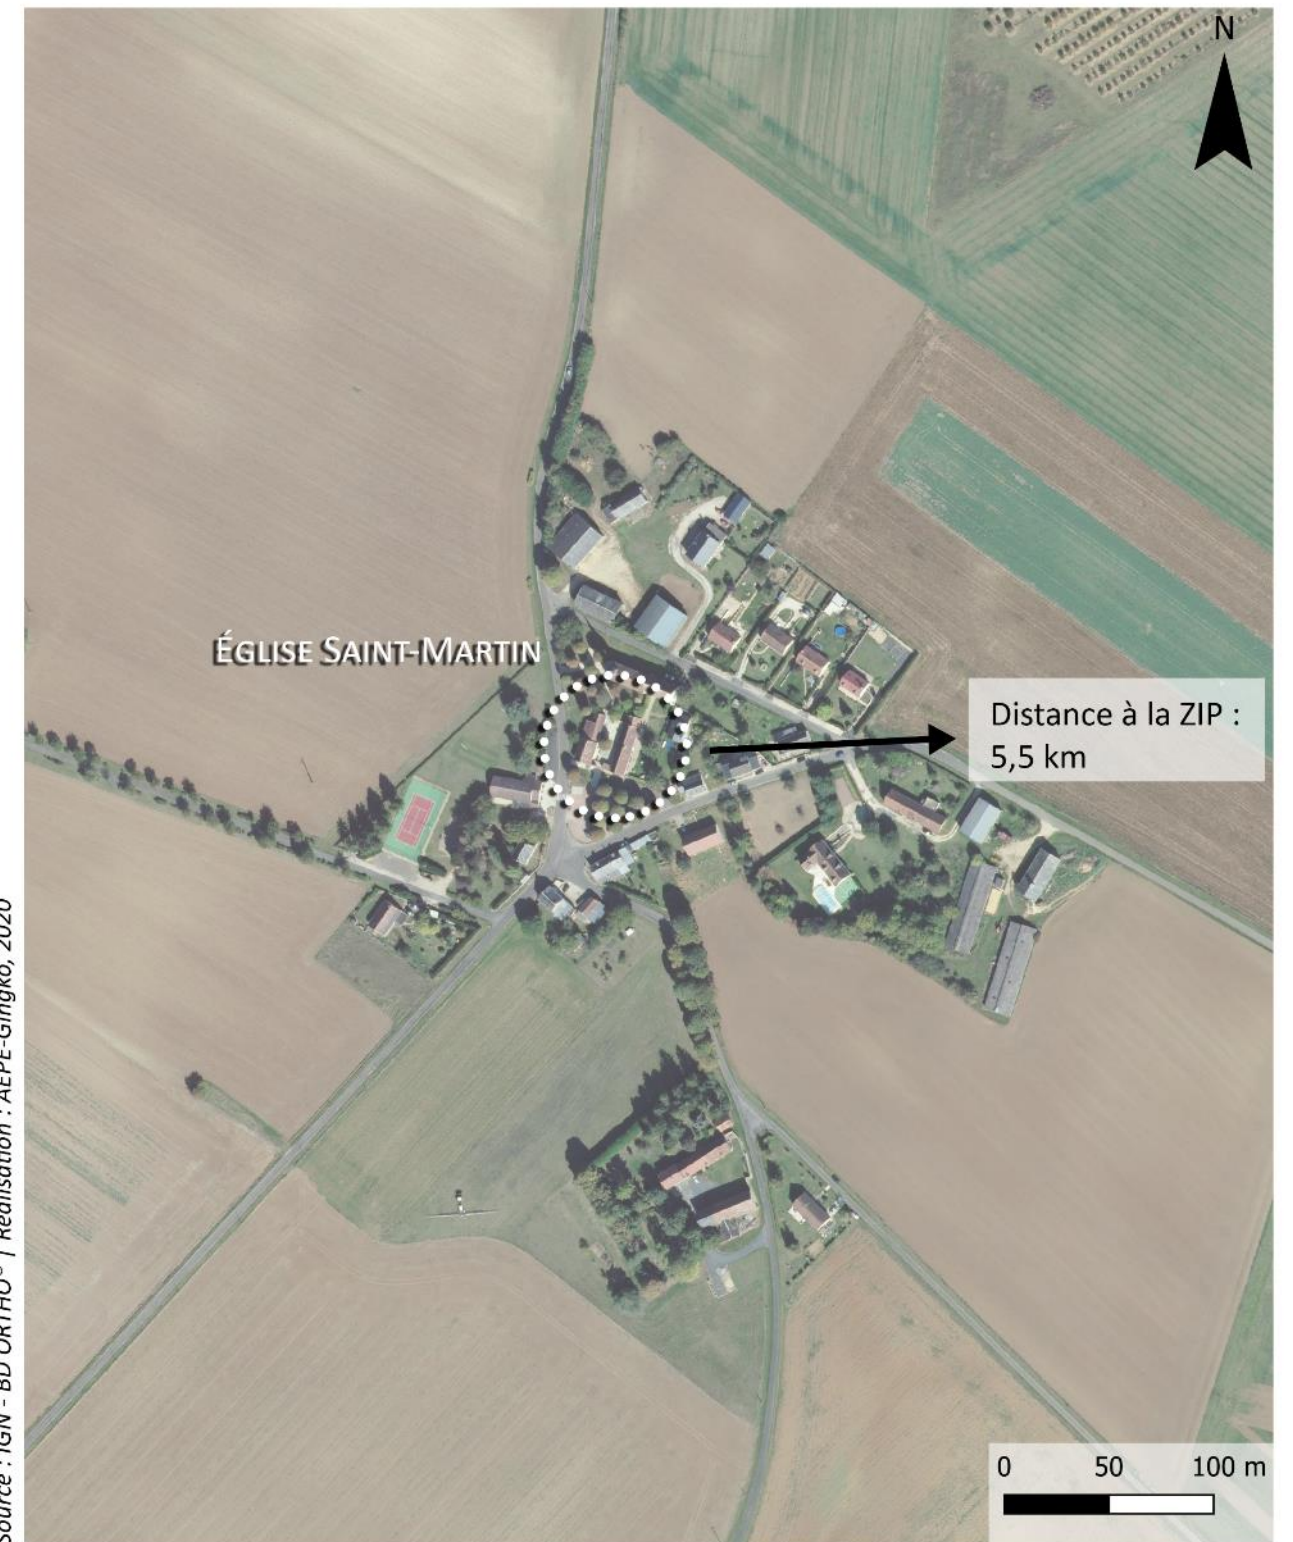 N
ÉGLISE SAINT-MARTIN
Distance à la ZIP :
5,5 km
0 50 100 m
Source : IGN - BD ORTHO® | Réalisation : AEPE-Gingko, 2020